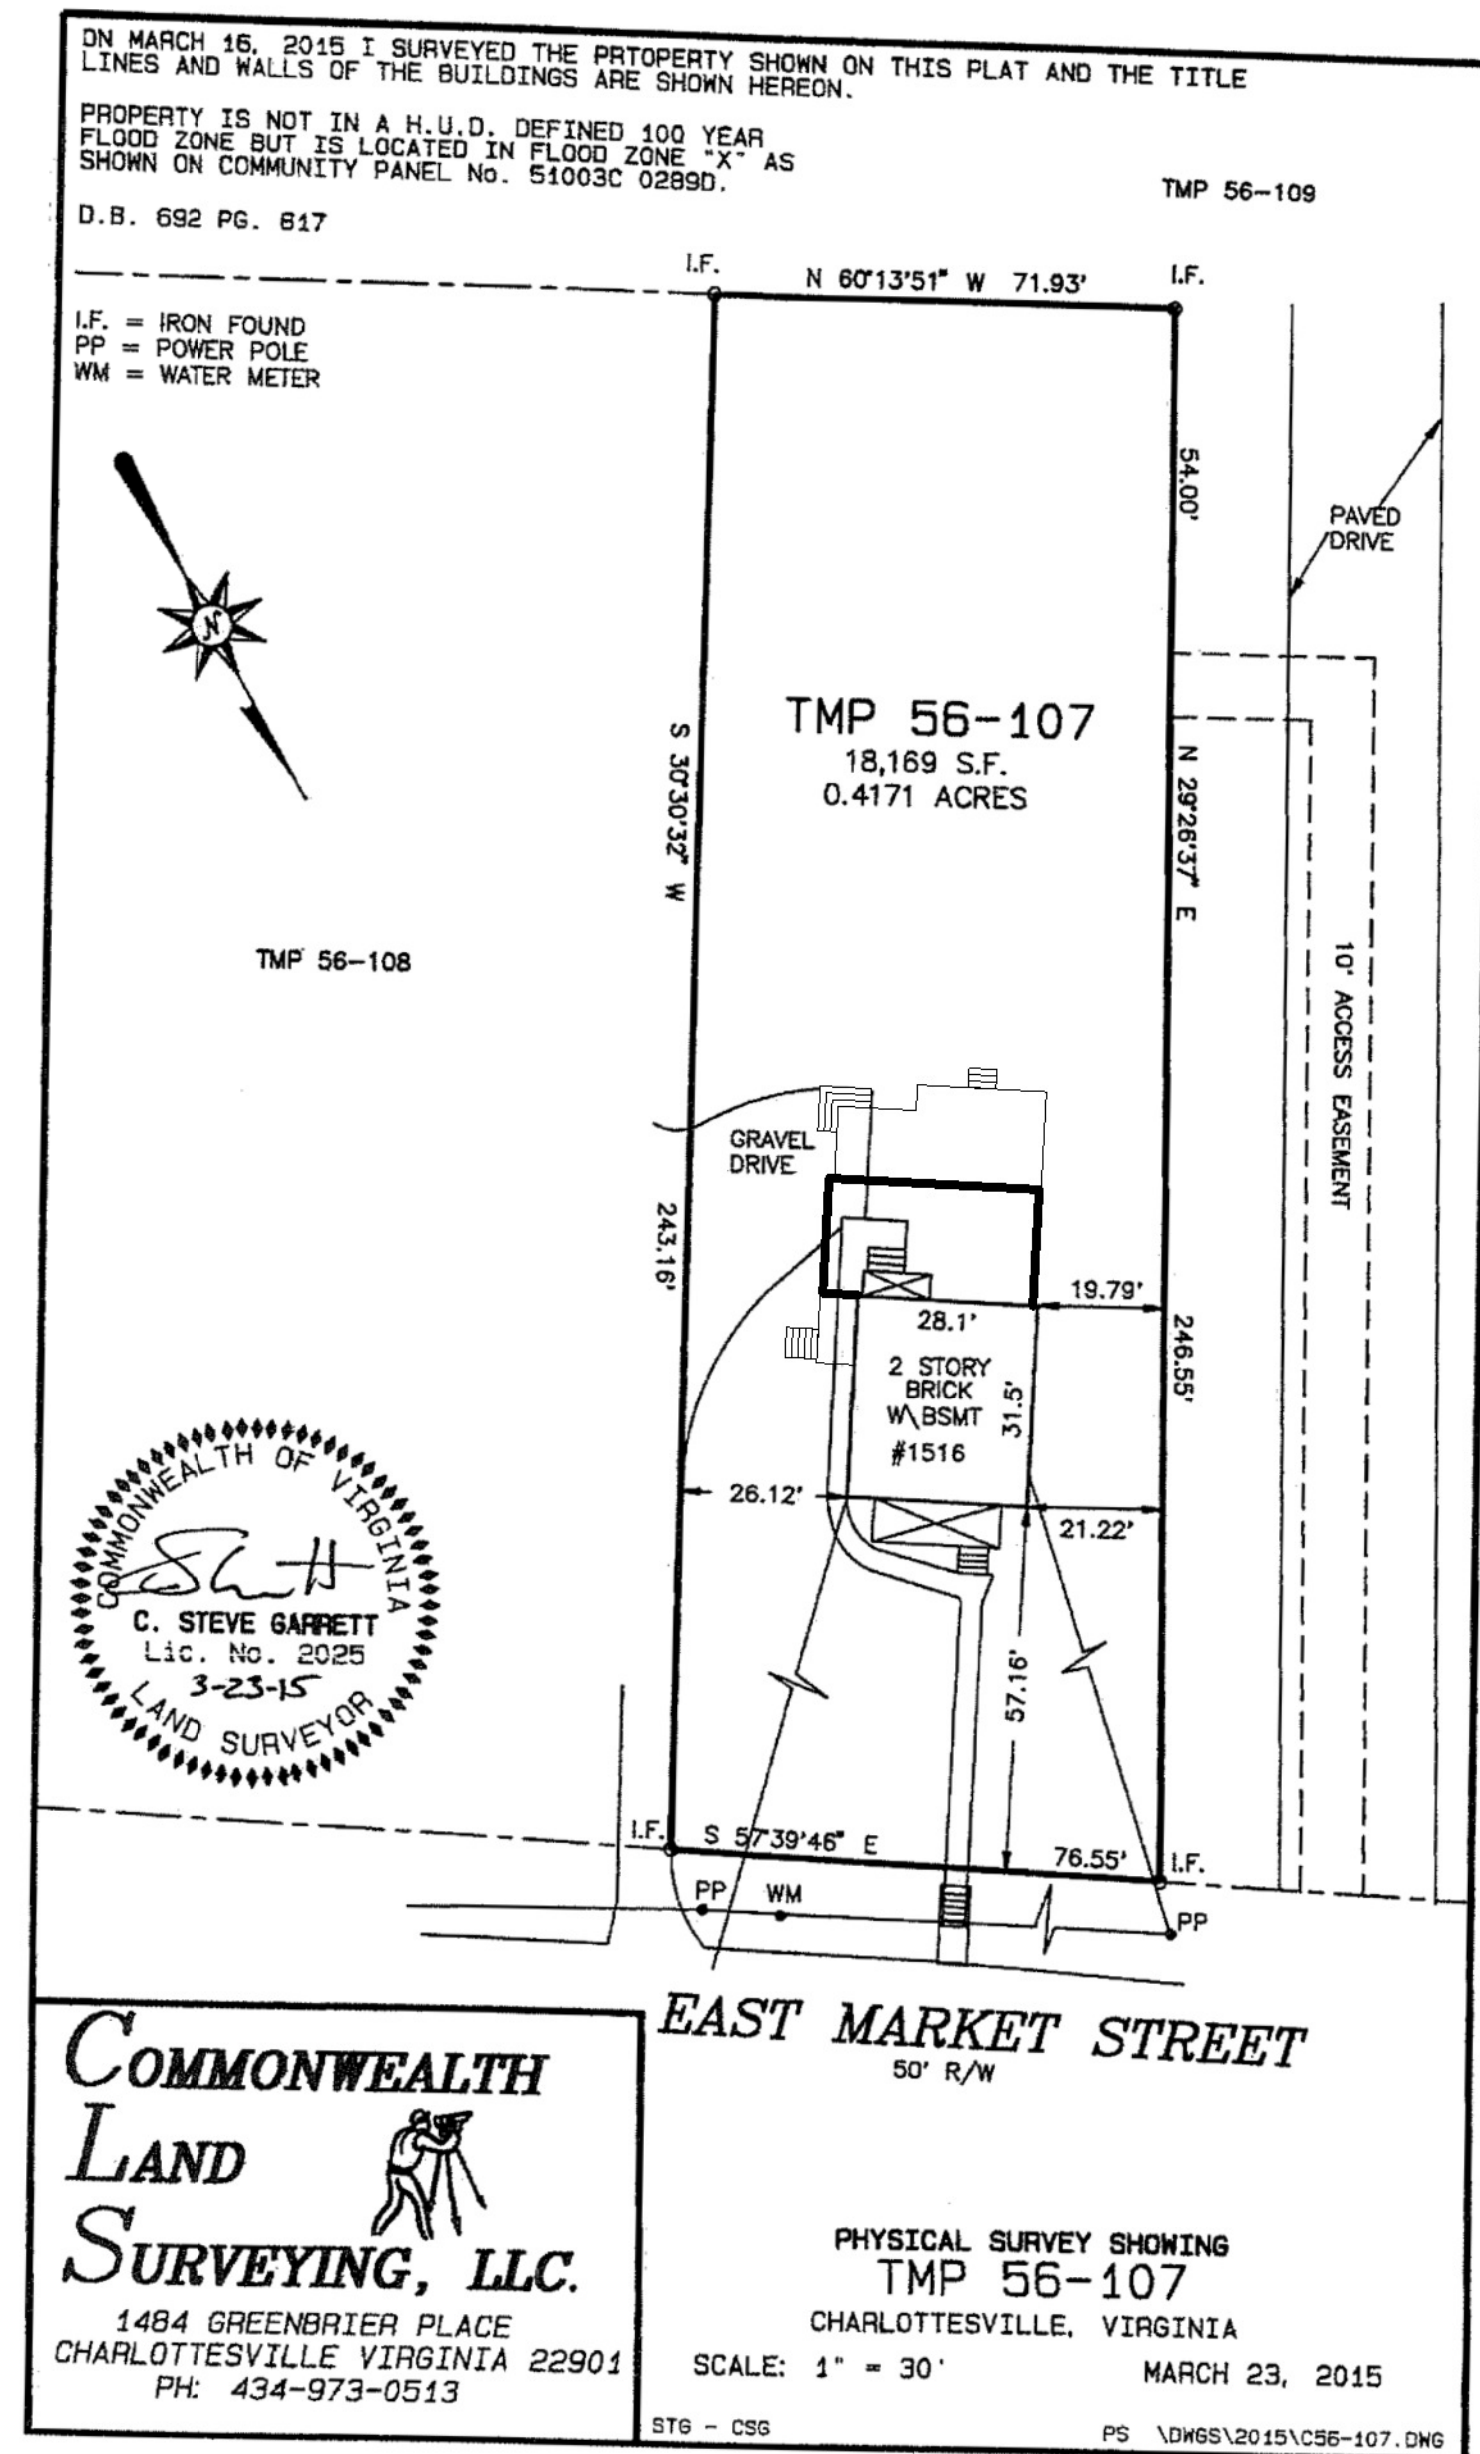 ON MARCH 16, 2015 I SURVEYED THE PRTOPERTY SHOWN ON THIS PLAT AND THE TITLE
LINES AND WALLS OF THE BUILDINGS ARE SHOWN HEREON.
PROPERTY IS NOT IN A H.U.D. DEFINED 100 YEAR
FLOOD ZONE BUT IS LOCATED IN FLOOD ZONE "X" AS
SHOWN ON COMMUNITY PANEL No. 51003C 0289D.
TMP 56-109
D.B. 692 PG. 617
I.F.
N 60°13'51" W 71.93'
I.F.
I.F. = IRON FOUND
PP = POWER POLE
WM = WATER METER
N
54.00'
PAVED
DRIVE
TMP 56-107
18,169 S.F.
0.4171 ACRES
S 30°30'32" W
N 29°26'37" E
TMP 56-108
10' ACCESS EASEMENT
GRAVEL
DRIVE
243.16'
19.79'
28.1'
246.55'
2 STORY
BRICK
W\BSMT
#1516
31.5'
26.12'
21.22'
COMMONWEALTH OF VIRGINIA
C. STEVE GARRETT
Lic. No. 2025
3-23-15
LAND SURVEYOR
57.16'
I.F.
S 57°39'46" E
76.55'
I.F.
PP
WM
PP
EAST MARKET STREET
50' R/W
COMMONWEALTH
LAND
SURVEYING, LLC.
1484 GREENBRIER PLACE
CHARLOTTESVILLE VIRGINIA 22901
PH: 434-973-0513
PHYSICAL SURVEY SHOWING
TMP 56-107
CHARLOTTESVILLE, VIRGINIA
SCALE: 1" = 30'
MARCH 23, 2015
STG - CSG
PS \DWGS\2015\C56-107.DWG